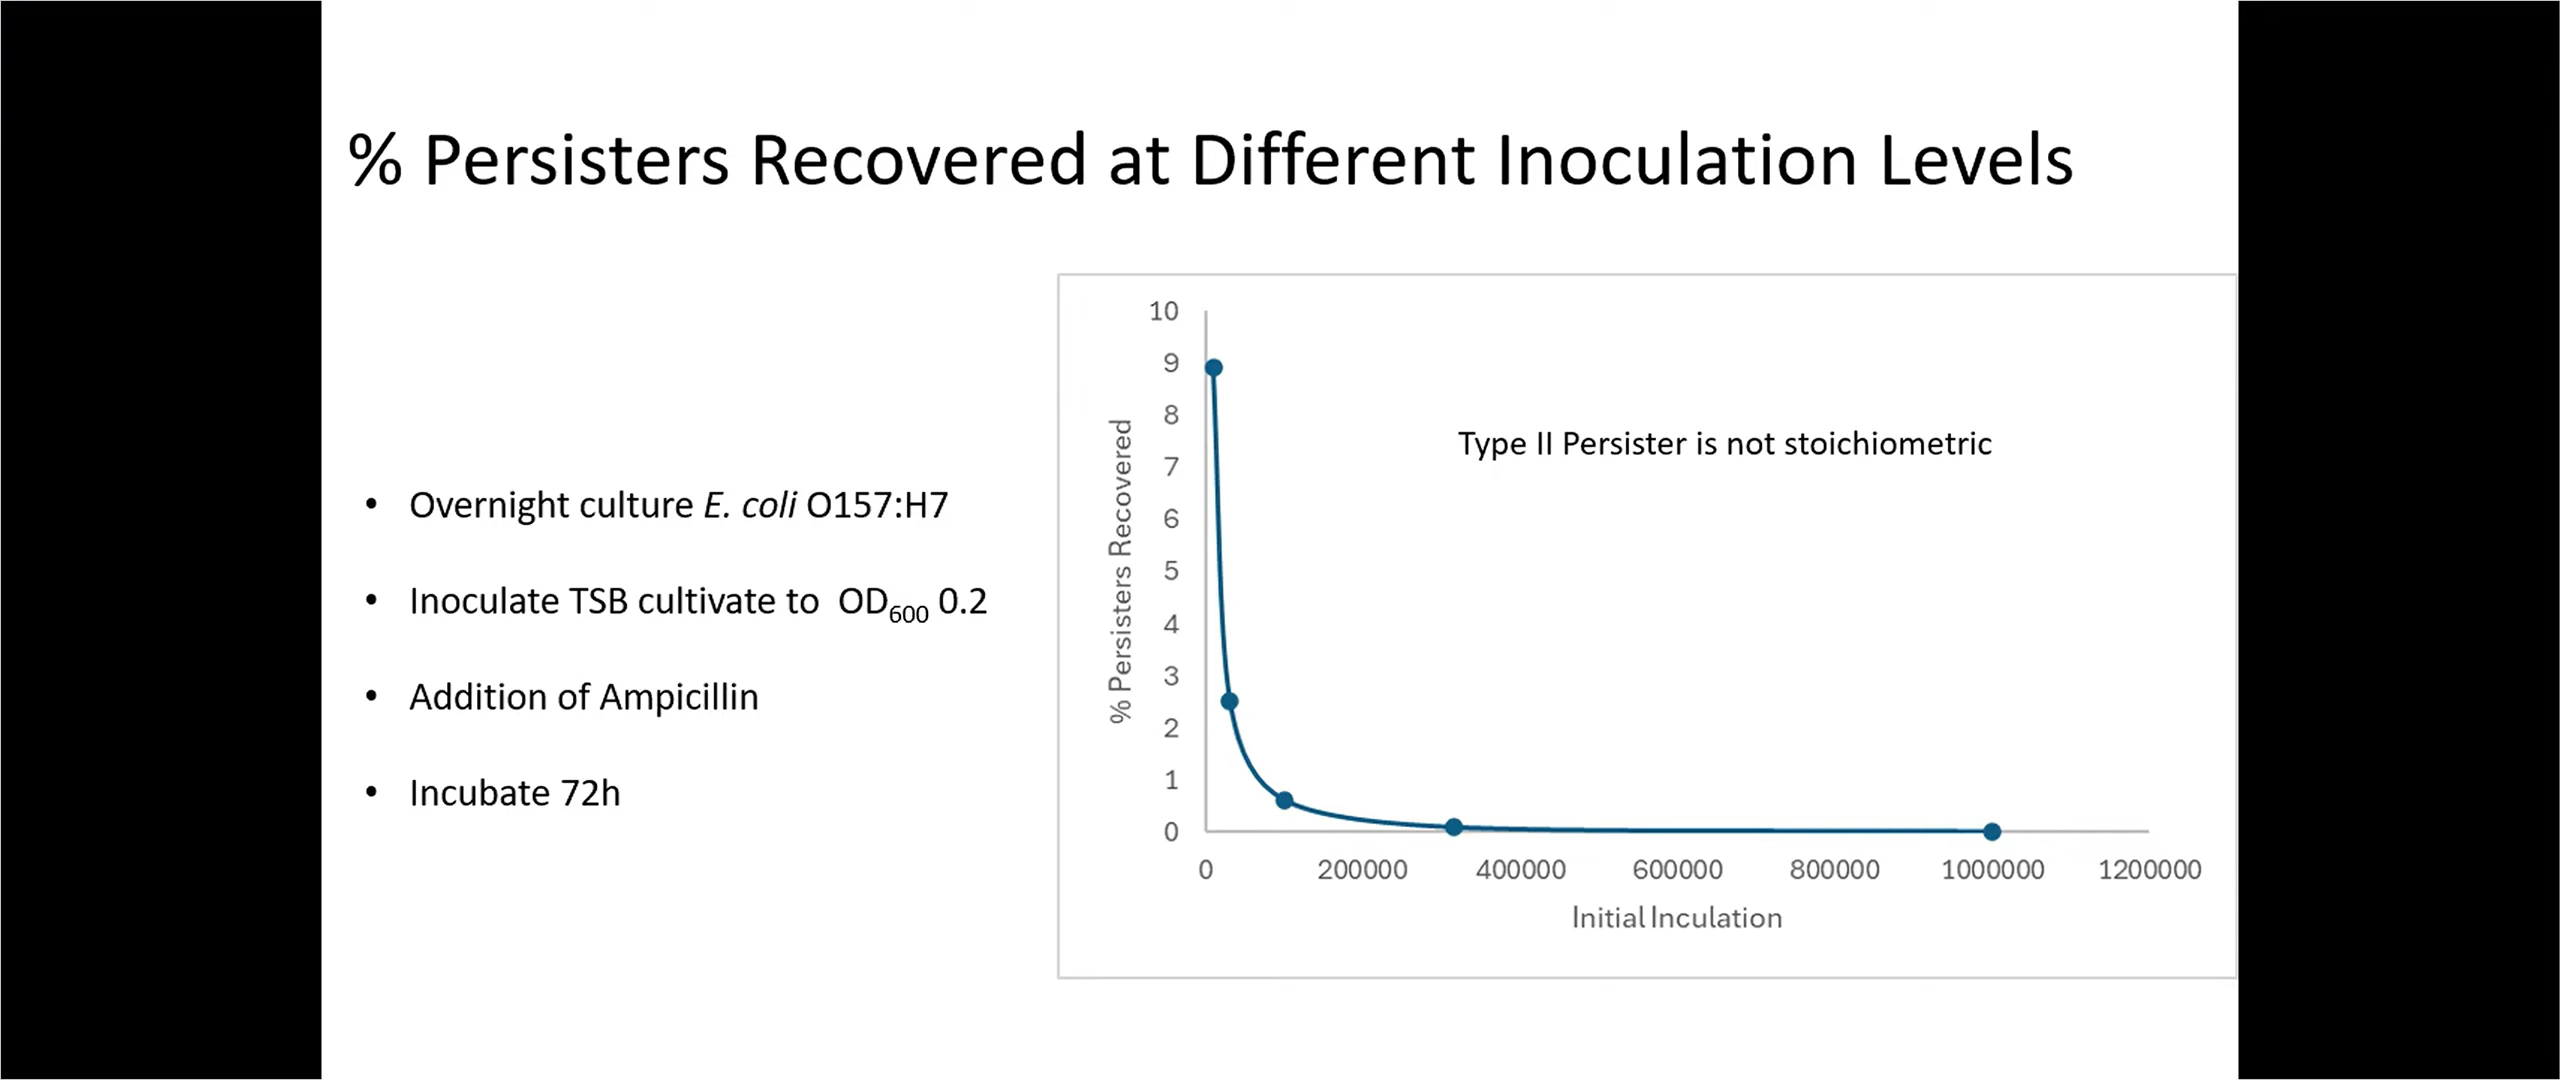 % Persisters Recovered at Different Inoculation Levels
• Overnight culture E. coli O157:H7
• Inoculate TSB cultivate to OD600 0.2
• Addition of Ampicillin
• Incubate 72h
Type II Persister is not stoichiometric
% Persisters Recovered
10
9
8
7
6
5
4
3
2
1
0
0 200000 400000 600000 800000 1000000 1200000
Initial Inculation